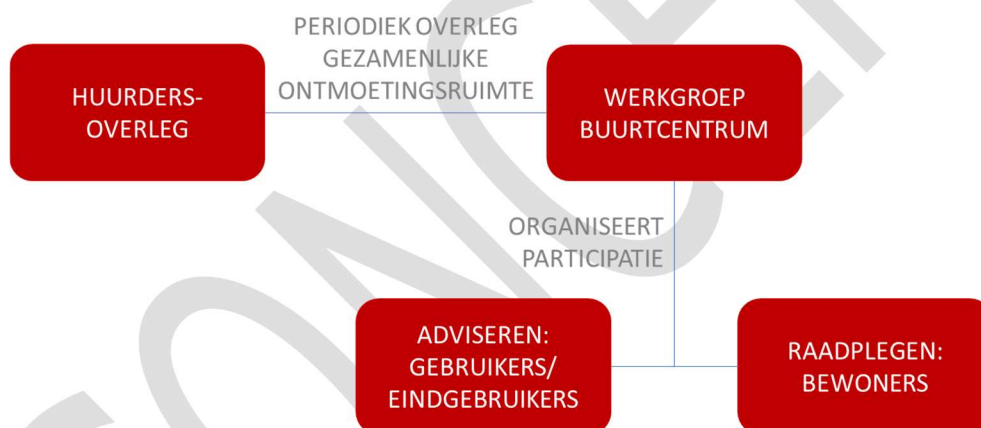 PERIODIEK OVERLEG
GEZAMENLIJKE
ONTMOETINGSRUIMTE
HUURDERS-
OVERLEG
WERKGROEP
BUURTCENTRUM
ORGANISEERT
PARTICIPATIE
ADVISEREN:
GEBRUIKERS/
EINDGEBRUIKERS
RAADPLEGEN:
BEWONERS